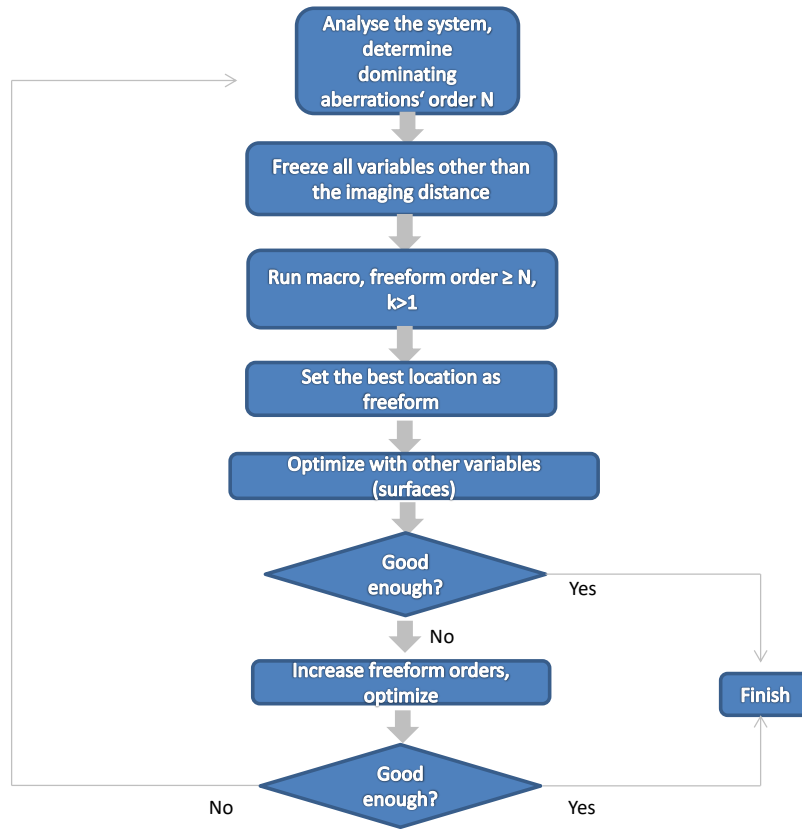 Analyse the system,
determine
dominating
aberrations‘ order N
Freeze all variables other than
the imaging distance
Run macro, freeform order ≥ N,
k>1
Set the best location as
freeform
Optimize with other variables
(surfaces)
Good
enough?
Yes
No
Increase freeform orders,
optimize
Finish
Good
enough?
No
Yes